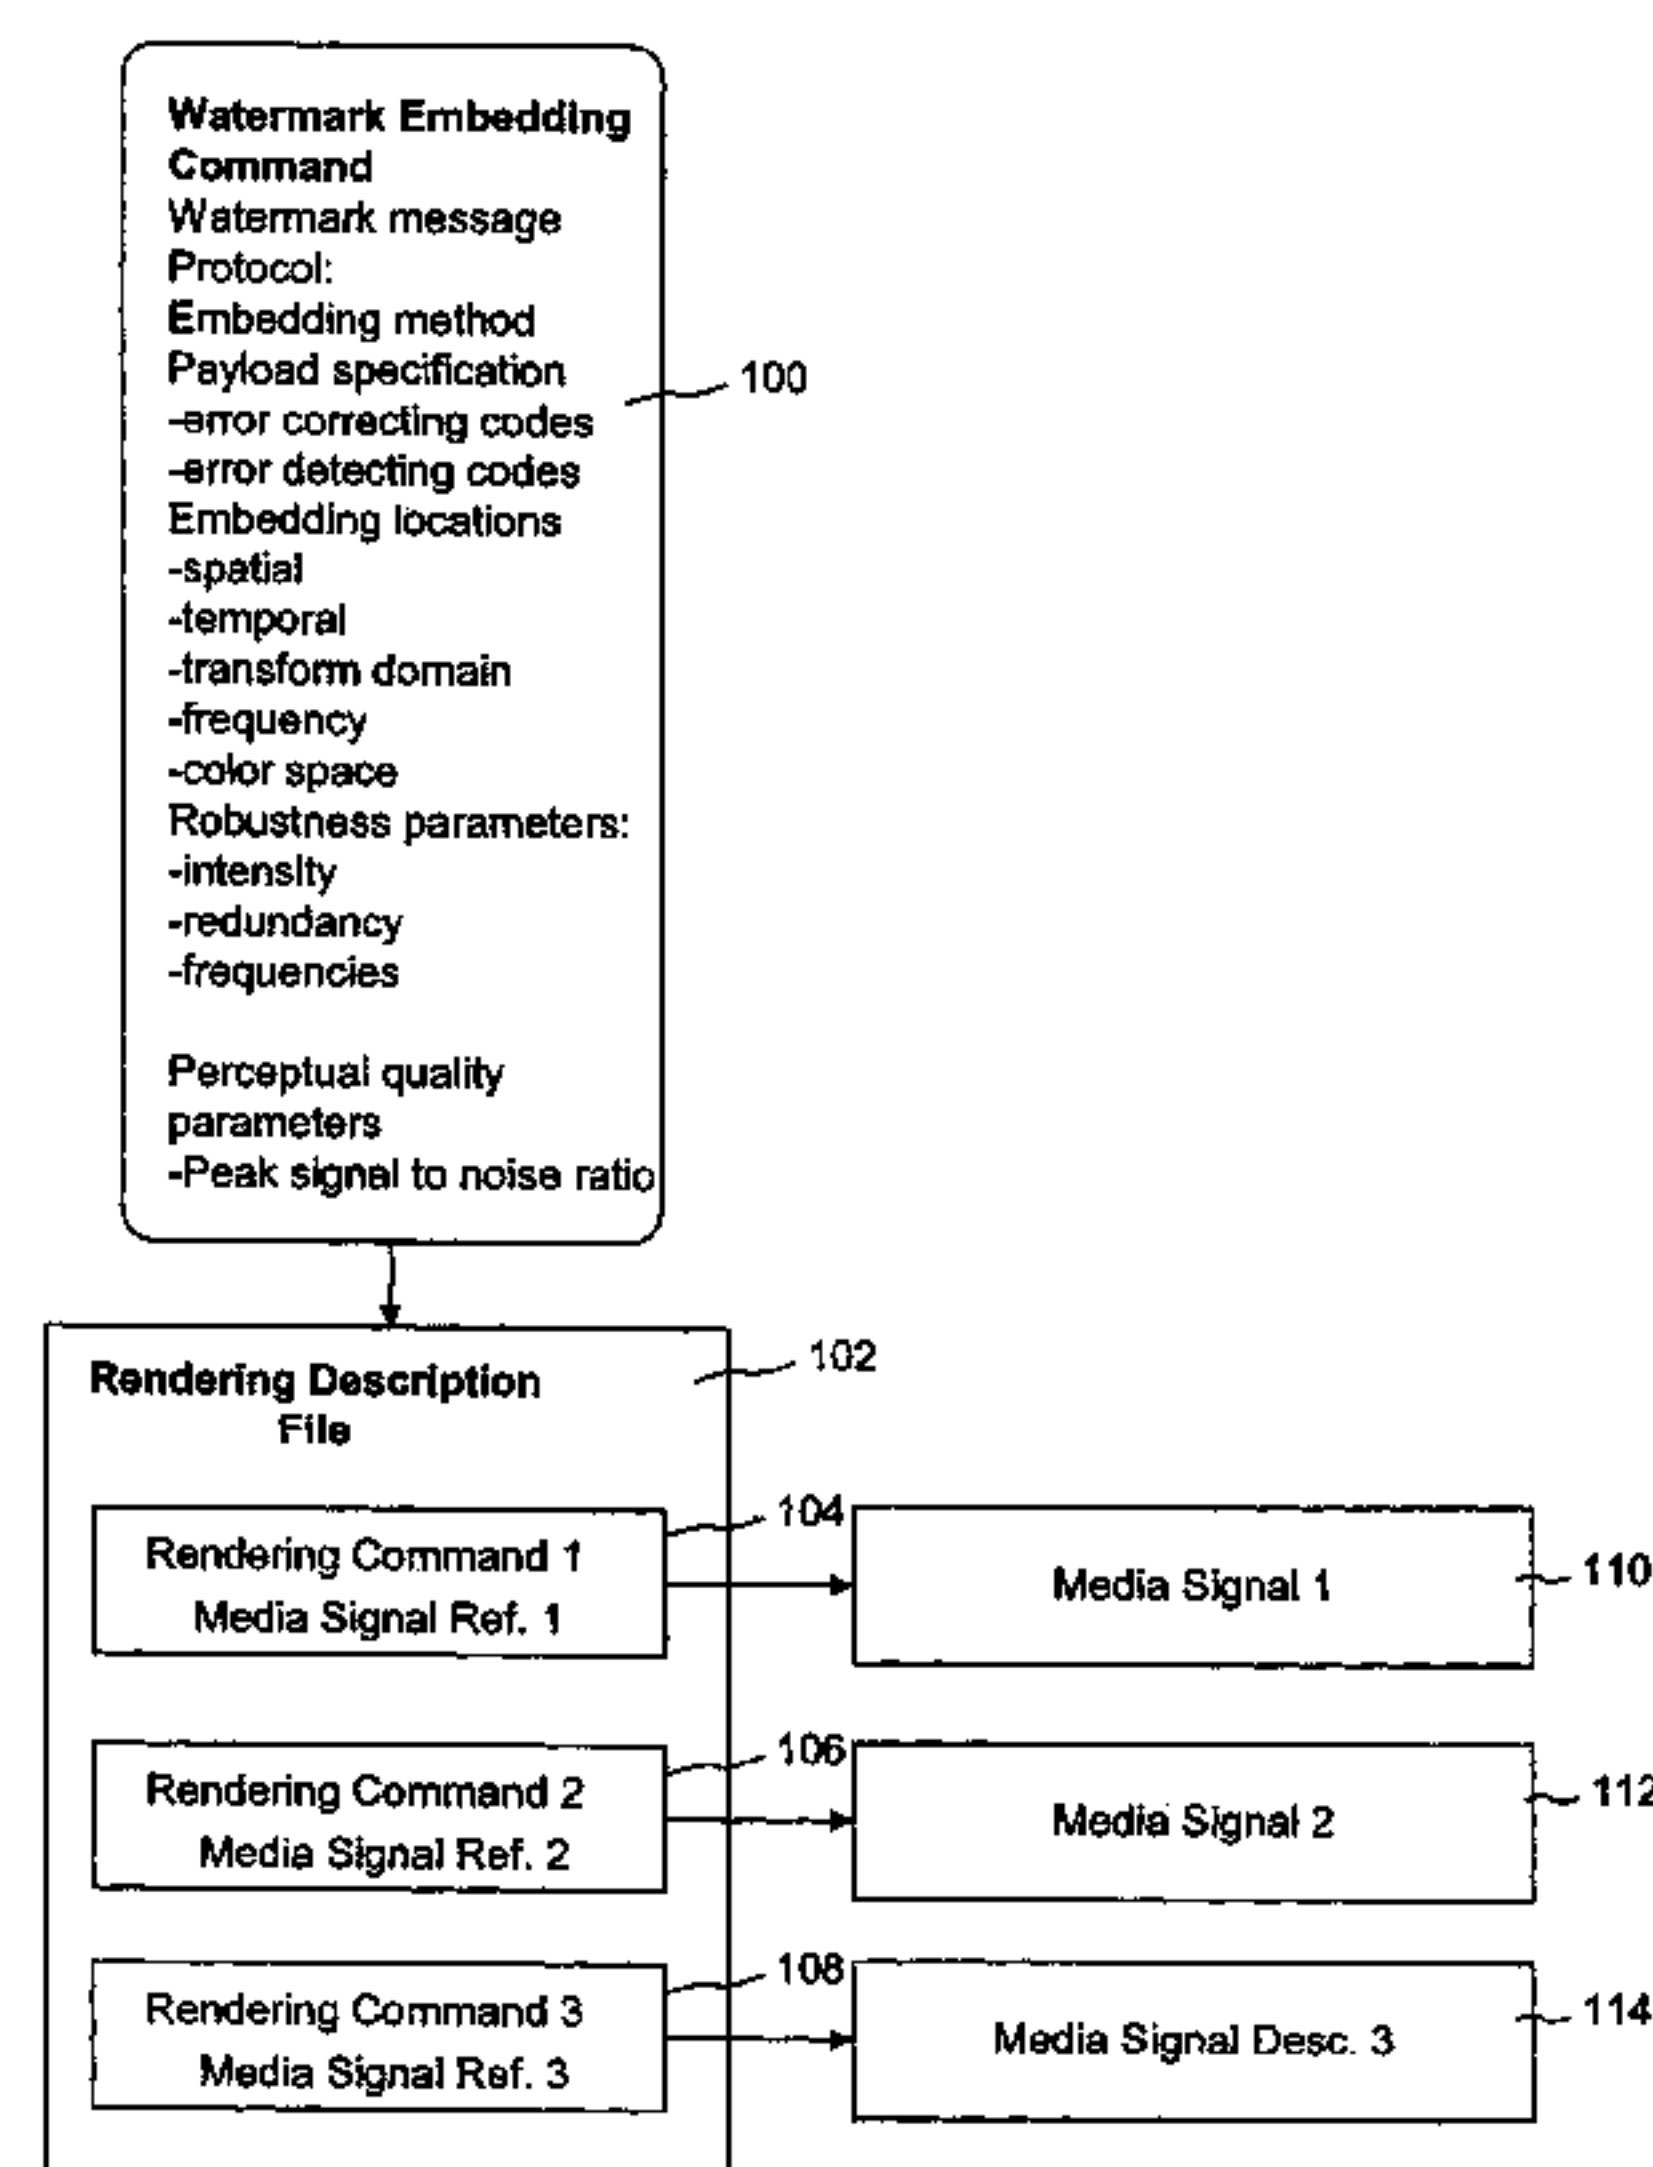 Watermark Embedding
Command
Watermark message
Protocol:
Embedding method
Payload specification
-error correcting codes
-error detecting codes
Embedding locations
-spatial
-temporal
-transform domain
-frequency
-color space
Robustness parameters:
-intensity
-redundancy
-frequencies
Perceptual quality
parameters
-Peak signal to noise ratio
100
Rendering Description
File
102
Rendering Command 1
Media Signal Ref. 1
104
Media Signal 1
110
Rendering Command 2
Media Signal Ref. 2
106
Media Signal 2
112
Rendering Command 3
Media Signal Ref. 3
108
Media Signal Desc. 3
114